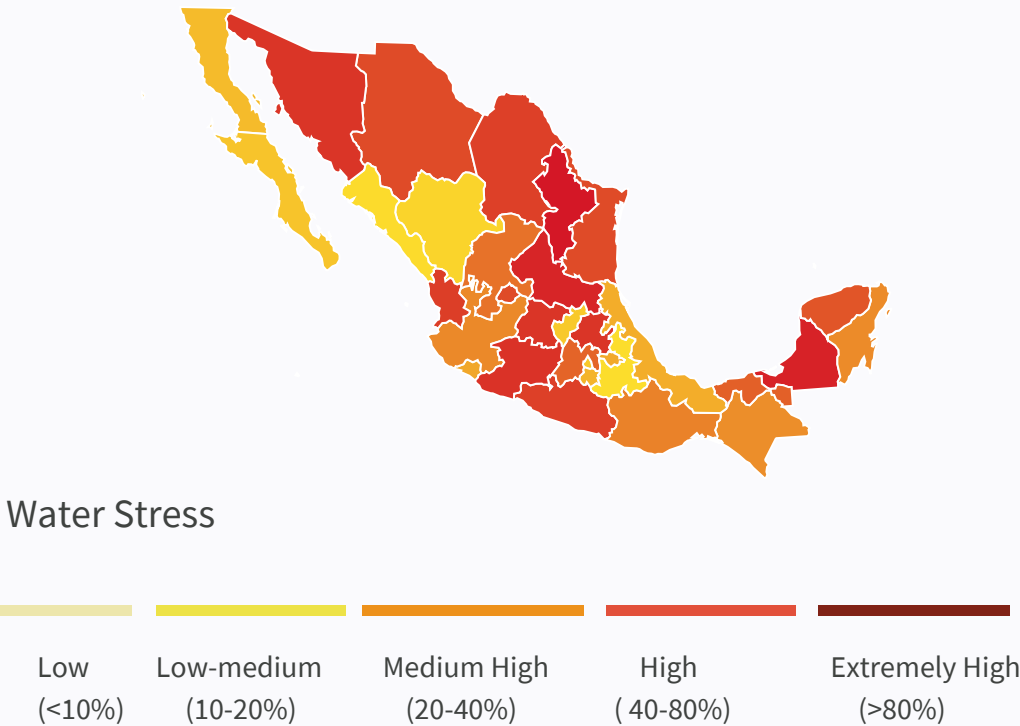 Water Stress
Low
(<10%)
Low-medium
(10-20%)
Medium High
(20-40%)
High
( 40-80%)
Extremely High
(>80%)